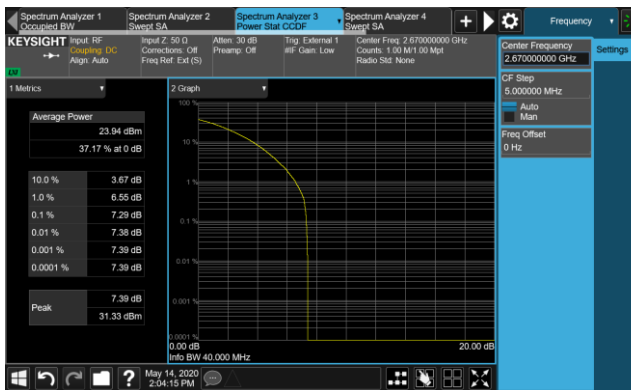 Spectrum Analyzer 1
Occupied BW
Spectrum Analyzer 2
Swept SA
Spectrum Analyzer 3
Power Stat CCDF
Spectrum Analyzer 4
Swept SA
Frequency
KEYSIGHT
Input: RF
Coupling: DC
Align: Auto
Input Z: 50 Ω
Corrections: Off
Freq Ref: Ext (S)
Atten: 30 dB
Preamp: Off
Trig: External 1
#IF Gain: Low
Center Freq: 2.670000000 GHz
Counts: 1.00 M/1.00 Mpt
Radio Std: None
Center Frequency
2.670000000 GHz
Settings
CF Step
5.000000 MHz
Auto
Man
Freq Offset
0 Hz
1 Metrics
Average Power
23.94 dBm
37.17 % at 0 dB
10.0 % 3.67 dB
1.0 % 6.55 dB
0.1 % 7.29 dB
0.01 % 7.38 dB
0.001 % 7.39 dB
0.0001 % 7.39 dB
Peak
7.39 dB
31.33 dBm
2 Graph
100 %
10 %
1 %
0.1 %
0.01 %
0.001 %
0.0001 %
0.00 dB
20.00 dB
Info BW 40.000 MHz
May 14, 2020
2:04:15 PM